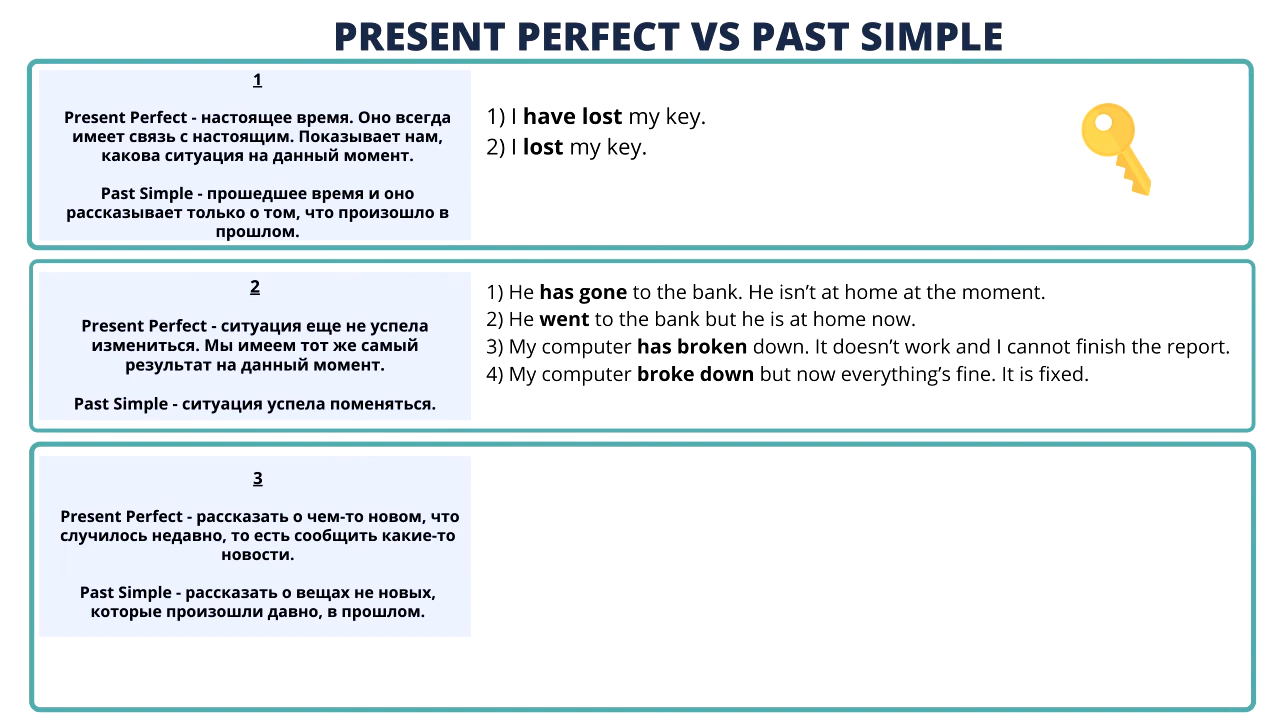 PRESENT PERFECT VS PAST SIMPLE
1
Present Perfect - настоящее время. Оно всегда
имеет связь с настоящим. Показывает нам,
какова ситуация на данный момент.
Past Simple - прошедшее время и оно
рассказывает только о том, что произошло в
прошлом.
1) I have lost my key.
2) I lost my key.
2
Present Perfect - ситуация еще не успела
измениться. Мы имеем тот же самый
результат на данный момент.
Past Simple - ситуация успела поменяться.
1) He has gone to the bank. He isn’t at home at the moment.
2) He went to the bank but he is at home now.
3) My computer has broken down. It doesn’t work and I cannot finish the report.
4) My computer broke down but now everything’s fine. It is fixed.
3
Present Perfect - рассказать о чем-то новом, что
случилось недавно, то есть сообщить какие-то
новости.
Past Simple - рассказать о вещах не новых,
которые произошли давно, в прошлом.